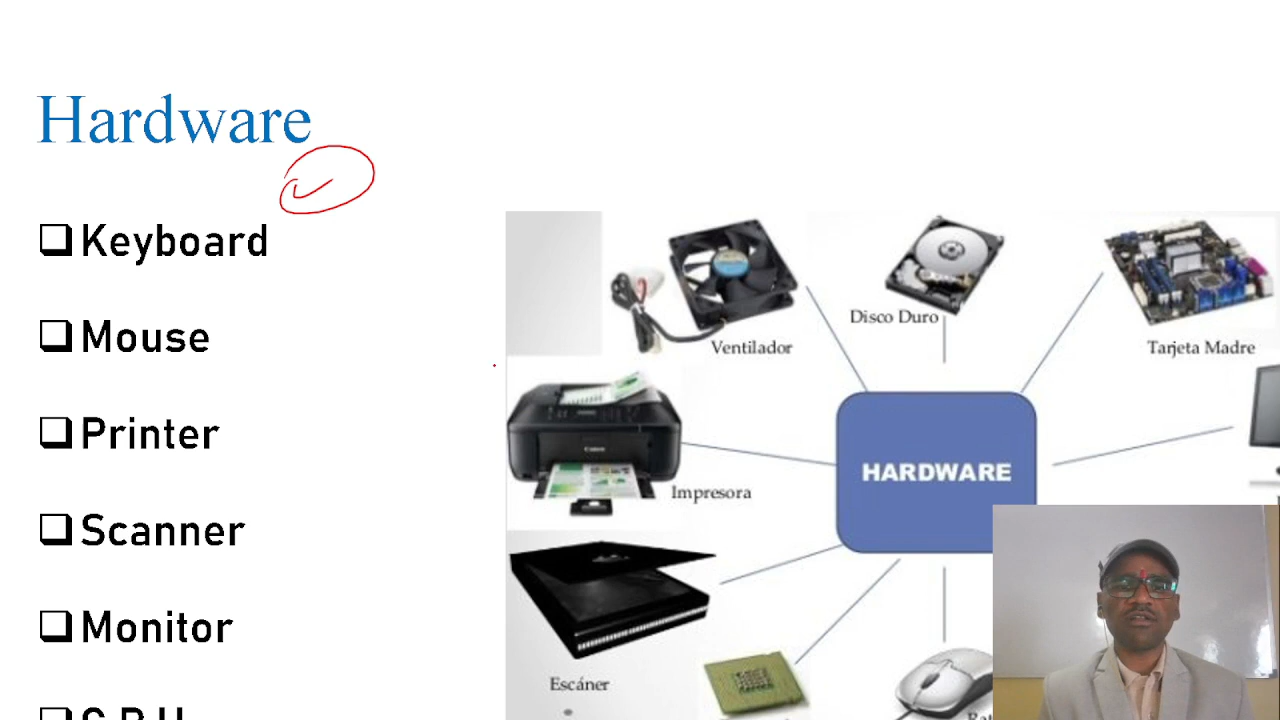 Hardware
Keyboard
Mouse
Printer
Scanner
Monitor
Ventilador
Disco Duro
Tarjeta Madre
Impresora
HARDWARE
Escáner